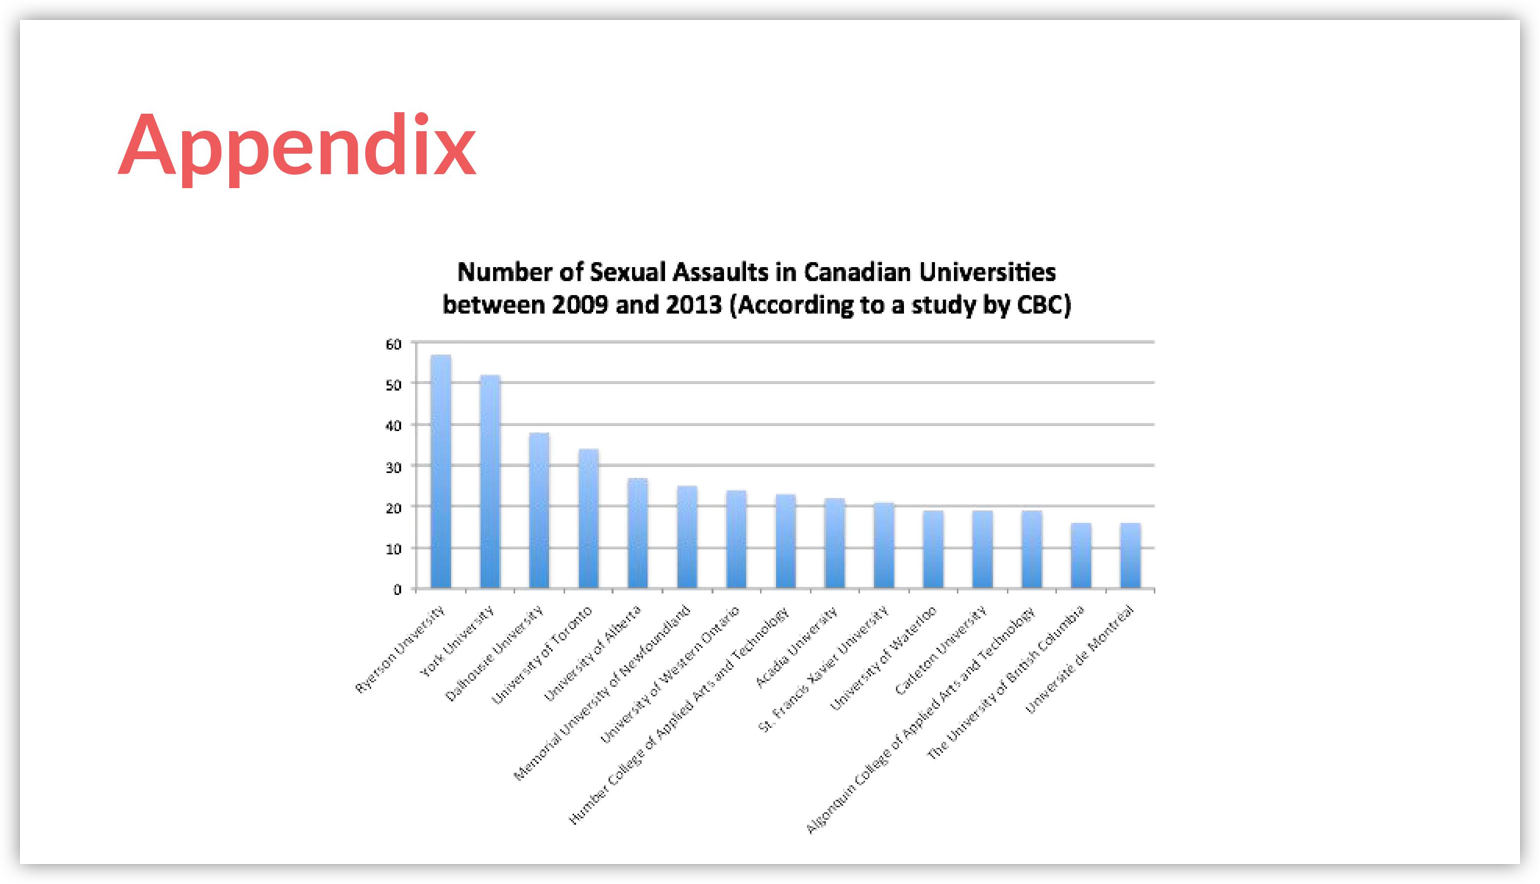 Appendix
Number of Sexual Assaults in Canadian Universities
between 2009 and 2013 (According to a study by CBC)
60
50
40
30
20
10
0
Ryerson University
York University
Dalhousie University
University of Toronto
University of Alberta
Memorial University of Newfoundland
University of Western Ontario
Humber College of Applied Arts and Technology
Acadia University
St. Francis Xavier University
University of Waterloo
Carleton University
Algonquin College of Applied Arts and Technology
The University of British Columbia
Université de Montréal